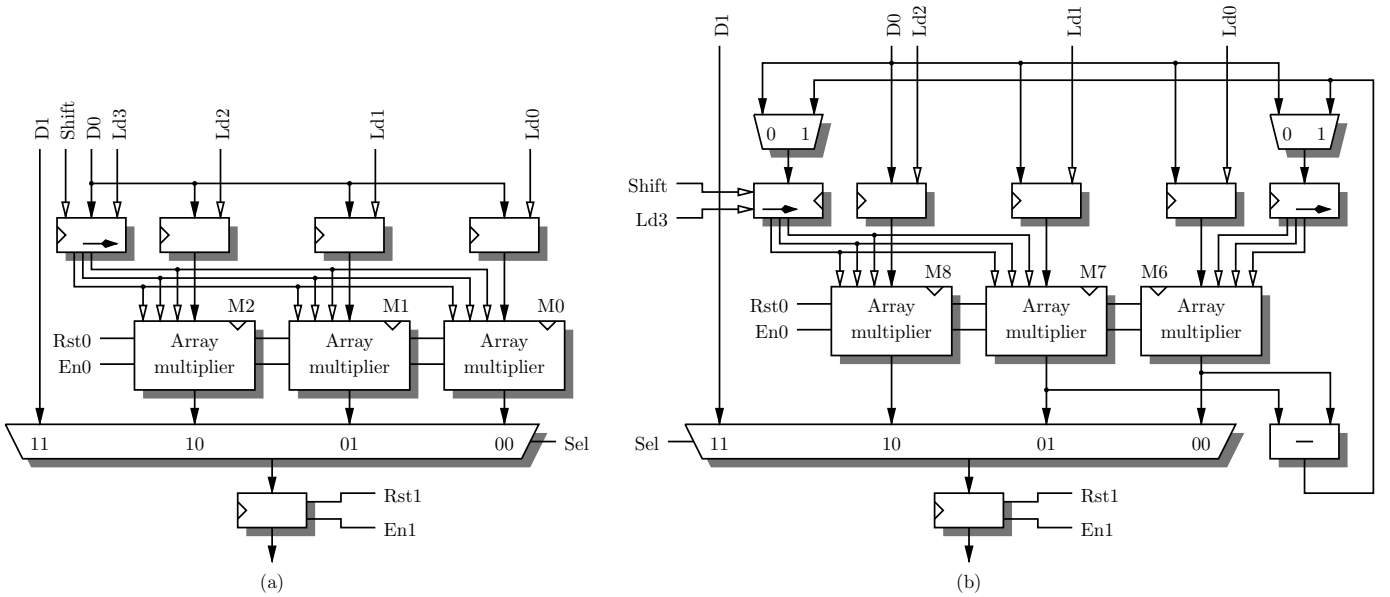 D1 Shift D0 Ld3 Ld2 Ld1 Ld0
M2 M1 M0
Rst0
En0
Array multiplier
Array multiplier
Array multiplier
11 10 01 00 Sel
Rst1
En1
(a)
D1 D0 Ld2 Ld1 Ld0
0 1 0 1
Shift
Ld3
M8 M7 M6
Rst0
En0
Array multiplier
Array multiplier
Array multiplier
Sel 11 10 01 00 −
Rst1
En1
(b)